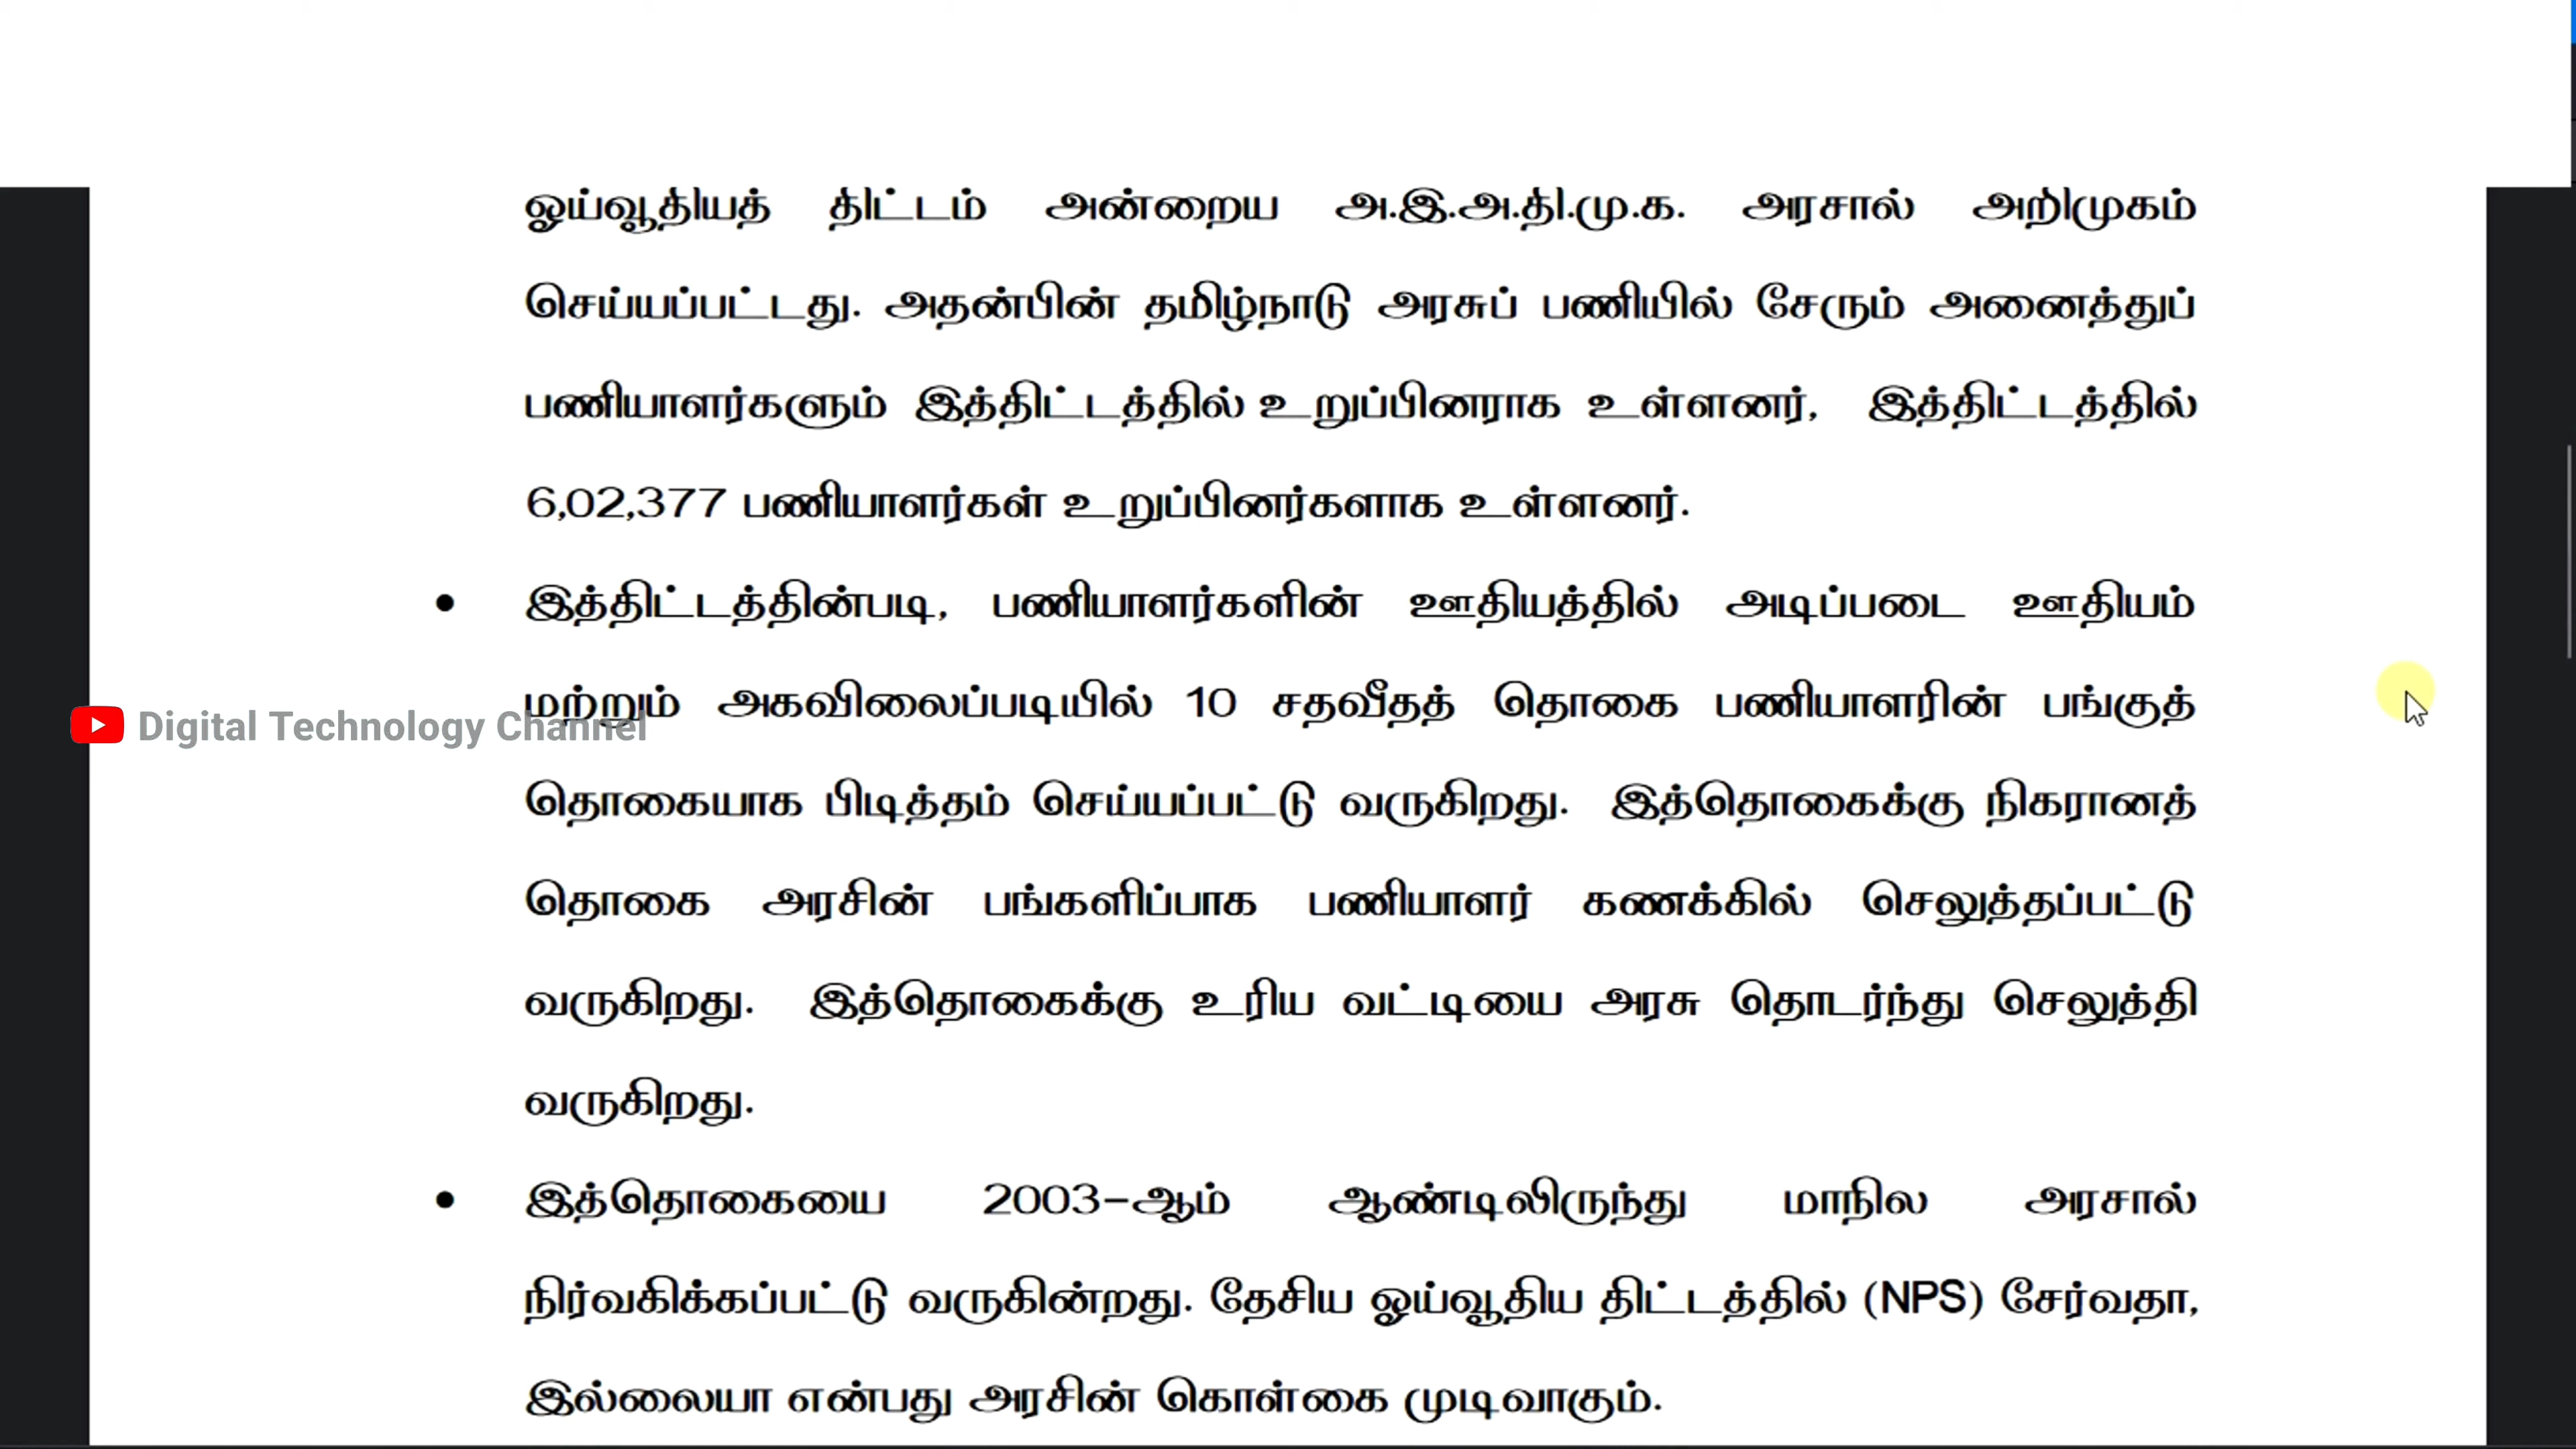 ஓய்வூதியத் திட்டம் அன்றைய அ.இ.அ.தி.மு.க. அரசால் அறிமுகம்
செய்யப்பட்டது. அதன்பின் தமிழ்நாடு அரசுப் பணியில் சேரும் அனைத்துப்
பணியாளர்களும் இத்திட்டத்தில் உறுப்பினராக உள்ளனர், இத்திட்டத்தில்
6,02,377 பணியாளர்கள் உறுப்பினர்களாக உள்ளனர்.
• இத்திட்டத்தின்படி, பணியாளர்களின் ஊதியத்தில் அடிப்படை ஊதியம்
மற்றும் அகவிலைப்படியில் 10 சதவீதத் தொகை பணியாளரின் பங்குத்
Digital Technology Channel
தொகையாக பிடித்தம் செய்யப்பட்டு வருகிறது. இத்தொகைக்கு நிகரானத்
தொகை அரசின் பங்களிப்பாக பணியாளர் கணக்கில் செலுத்தப்பட்டு
வருகிறது. இத்தொகைக்கு உரிய வட்டியை அரசு தொடர்ந்து செலுத்தி
வருகிறது.
• இத்தொகையை 2003-ஆம் ஆண்டிலிருந்து மாநில அரசால்
நிர்வகிக்கப்பட்டு வருகின்றது. தேசிய ஓய்வூதிய திட்டத்தில் (NPS) சேர்வதா,
இல்லையா என்பது அரசின் கொள்கை முடிவாகும்.